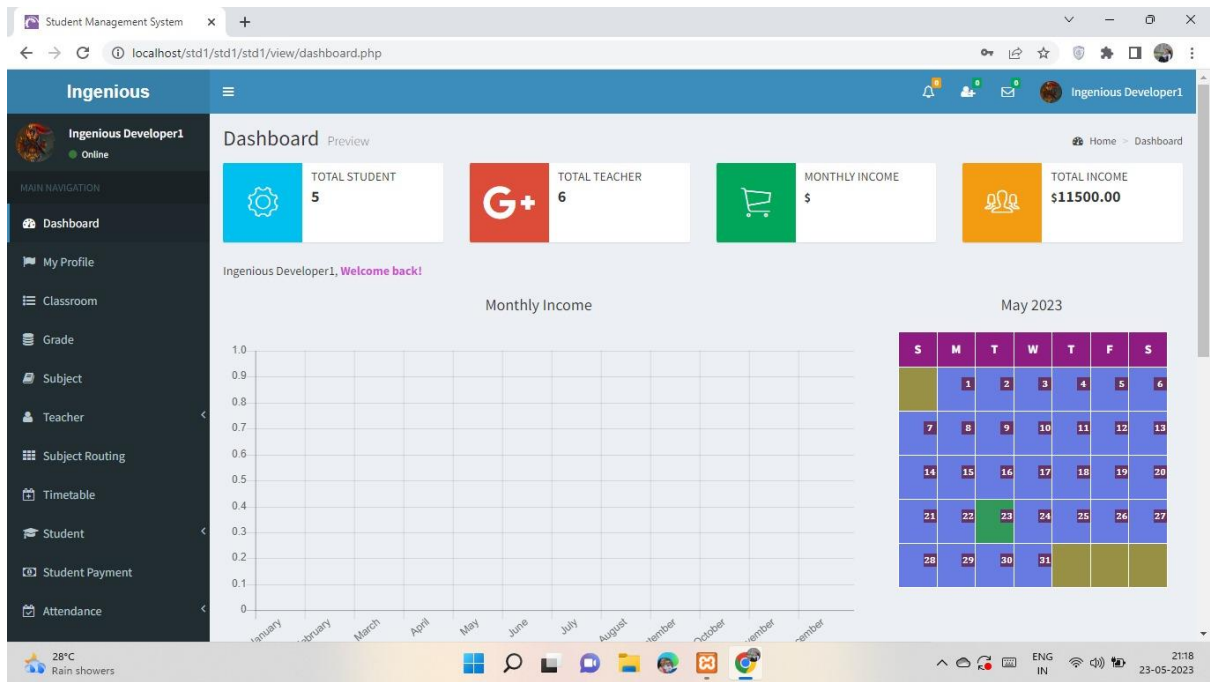 Student Management System
localhost/std1/std1/std1/view/dashboard.php
Ingenious
0 0 0 Ingenious Developer1
Ingenious Developer1
Online
MAIN NAVIGATION
Dashboard
My Profile
Classroom
Grade
Subject
Teacher
Subject Routing
Timetable
Student
Student Payment
Attendance
Dashboard Preview
Home > Dashboard
TOTAL STUDENT
5
G+
TOTAL TEACHER
6
MONTHLY INCOME
$
TOTAL INCOME
$11500.00
Ingenious Developer1, Welcome back!
Monthly Income
1.0
0.9
0.8
0.7
0.6
0.5
0.4
0.3
0.2
0.1
0
March April May June July August October
May 2023
S M T W T F S
1 2 3 4 5 6
7 8 9 10 11 12 13
14 15 16 17 18 19 20
21 22 23 24 25 26 27
28 29 30 31
28°C
Rain showers
ENG
IN
21:18
23-05-2023